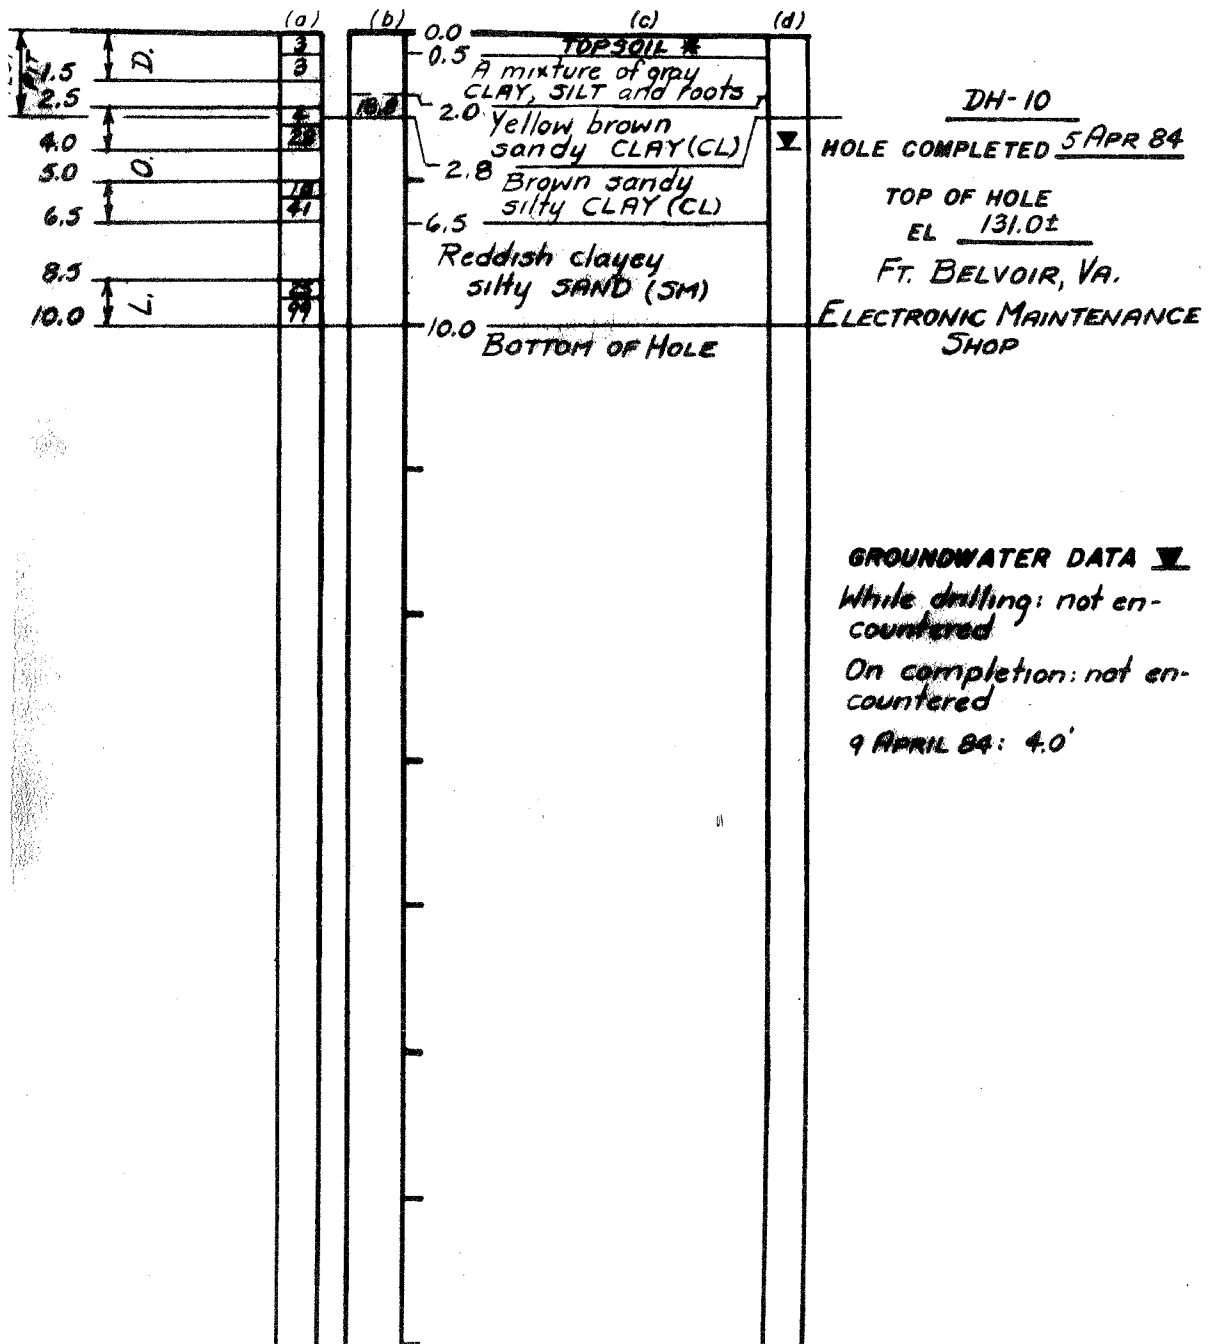 (a) (b) (c) (d)
0.0
TOPSOIL *
0.5
A mixture of gray
CLAY, SILT and roots
2.0
Yellow brown
sandy CLAY (CL)
2.8
Brown sandy
silty CLAY (CL)
6.5
Reddish clayey
silty SAND (SM)
10.0
BOTTOM OF HOLE
PIT
1.5
2.5
4.0
5.0
6.5
8.5
10.0
D.
O.
L.
3
3
41
99
18.8
DH-10
HOLE COMPLETED 5 APR 84
TOP OF HOLE
EL 131.0±
FT. BELVOIR, VA.
ELECTRONIC MAINTENANCE
SHOP
GROUNDWATER DATA
While drilling: not en-
countered
On completion: not en-
countered
9 APRIL 84: 4.0'